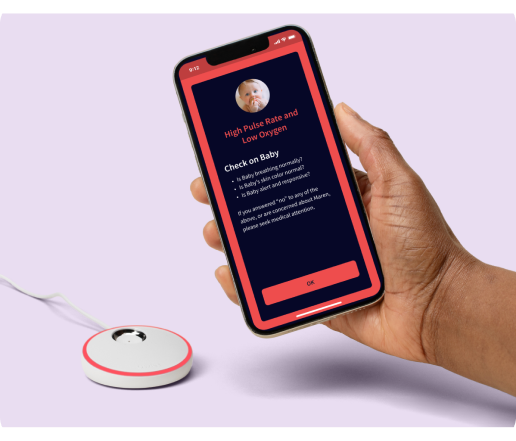 9:12
High Pulse Rate and
Low Oxygen
Check on Baby
• Is Baby breathing normally?
• Is Baby's skin color normal?
• Is Baby alert and responsive?
If you answered "no" to any of the
above, or are concerned about Maren,
please seek medical attention.
OK